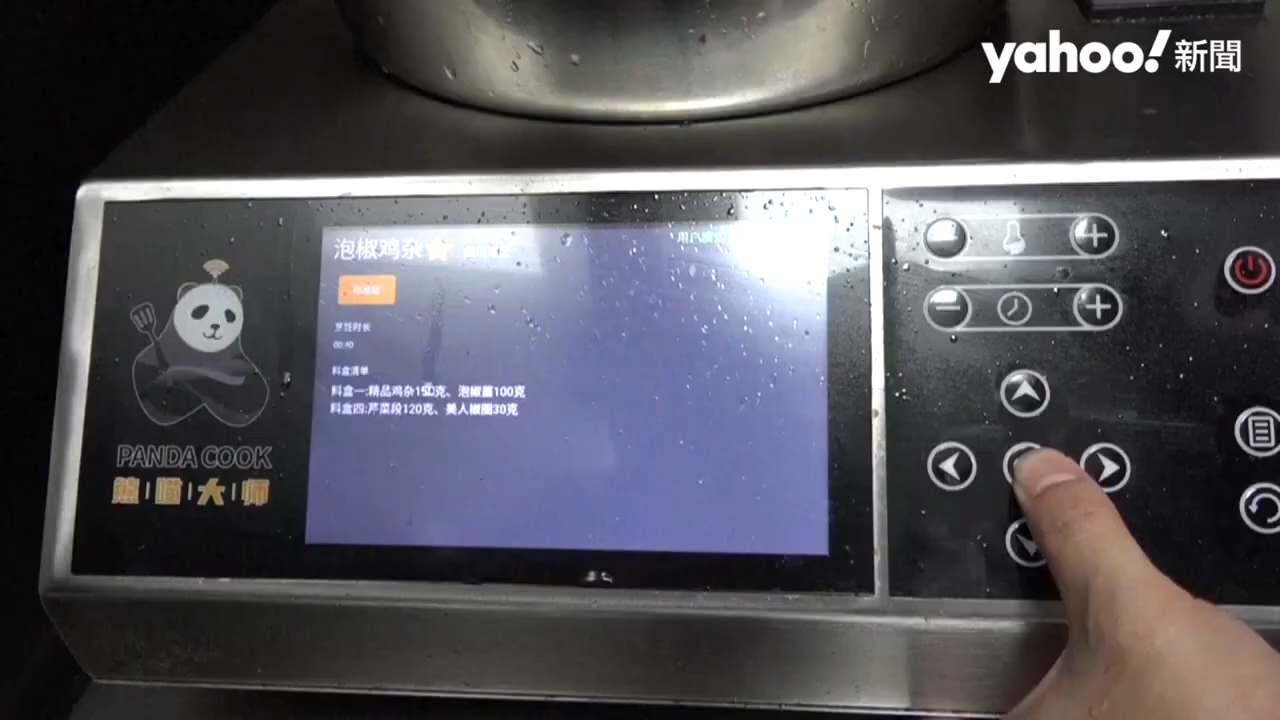 yahoo!新聞
泡椒鸡杂
烹饪时长
00:40
料盒清单
料盒一:精品鸡杂150克、泡椒酱100克
料盒四:芹菜段120克、美人椒圈30克
PANDA COOK
熊喵大师